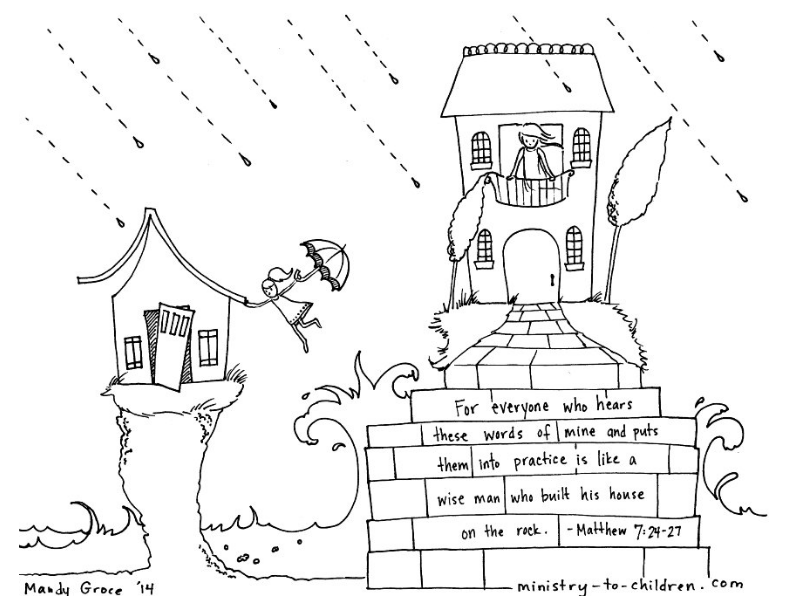 For everyone who hears
these words of mine and puts
them into practice is like a
wise man who built his house
on the rock. -Matthew 7:24-27
Mandy Groce '14
ministry-to-children.com